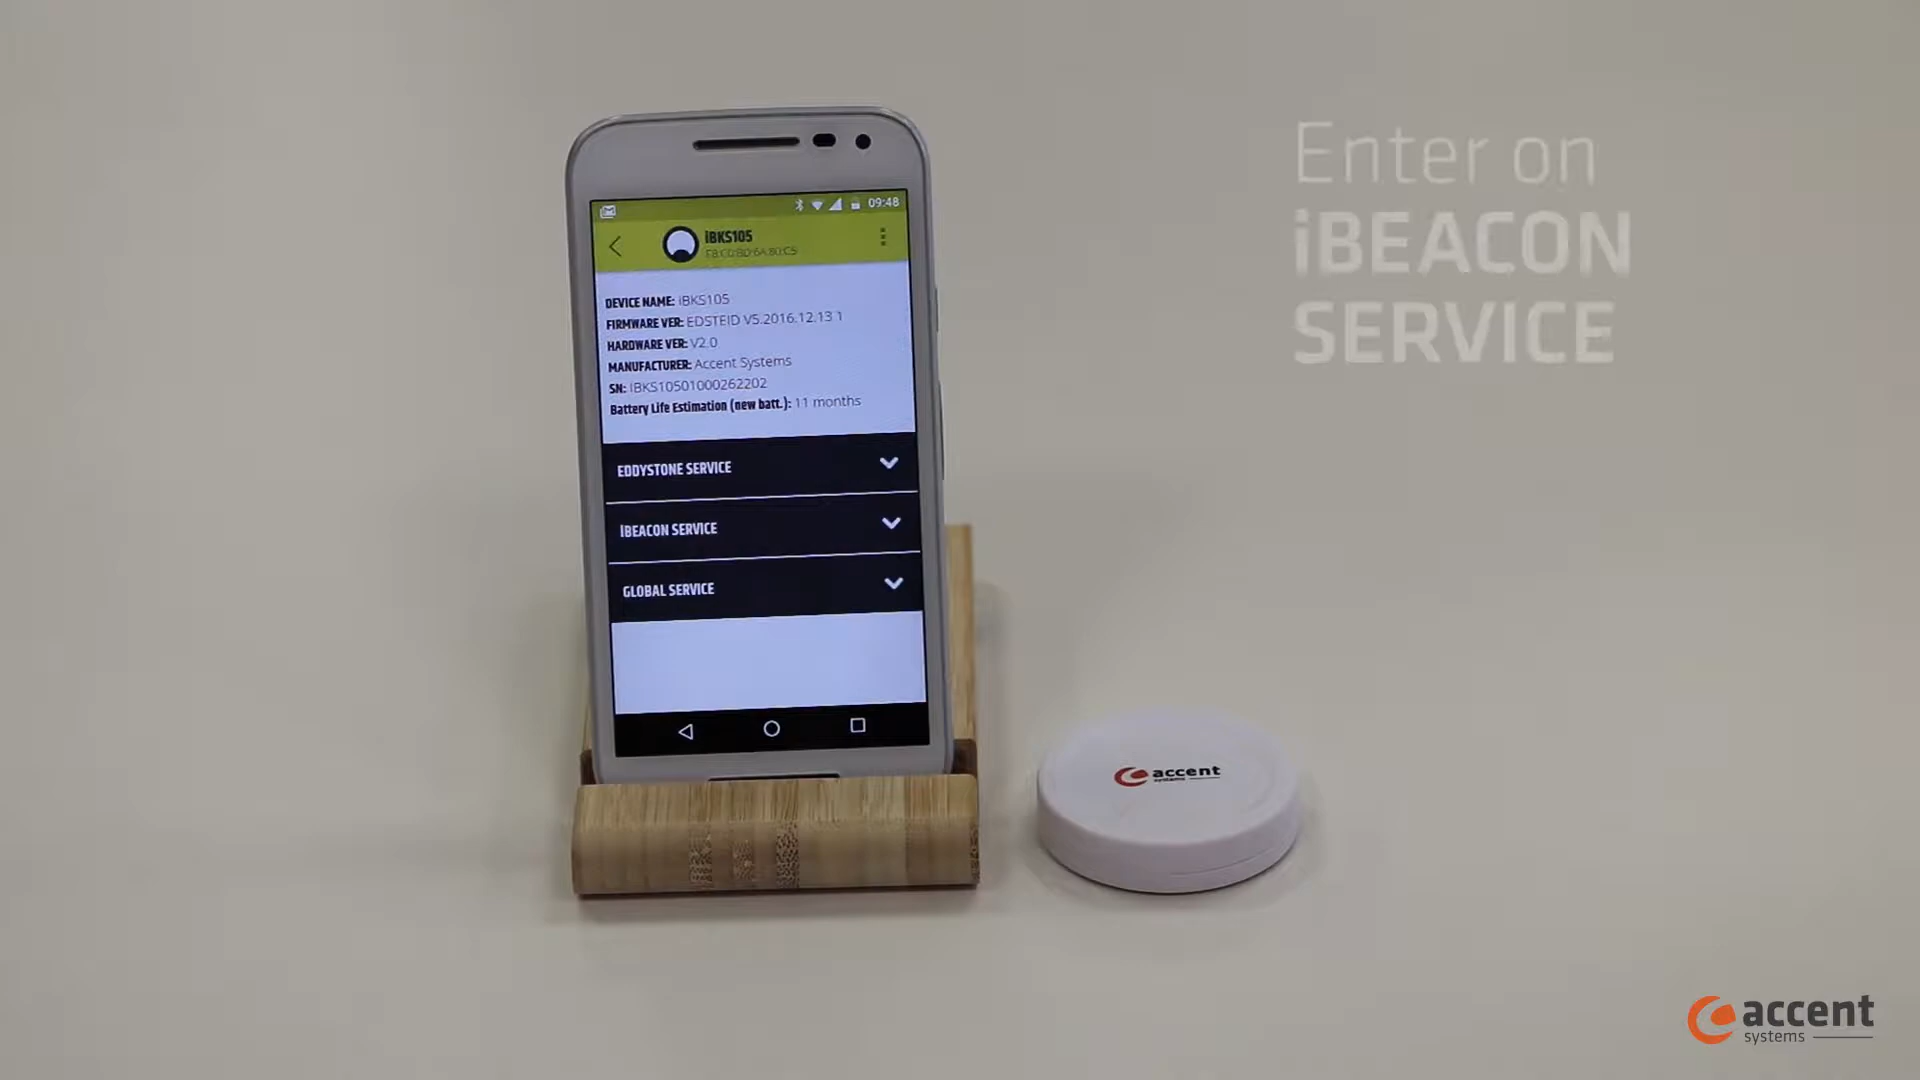 Enter on
iBEACON
SERVICE
09:48
iBKS105
DEVICE NAME: iBKS105
FIRMWARE VER: EDSTEID V5.2016.12.13.1
HARDWARE VER: V2.0
MANUFACTURER: Accent Systems
SN: IBKS10501000262202
Battery Life Estimation (new batt.): 11 months
EDDYSTONE SERVICE
iBEACON SERVICE
GLOBAL SERVICE
accent
systems
accent
systems